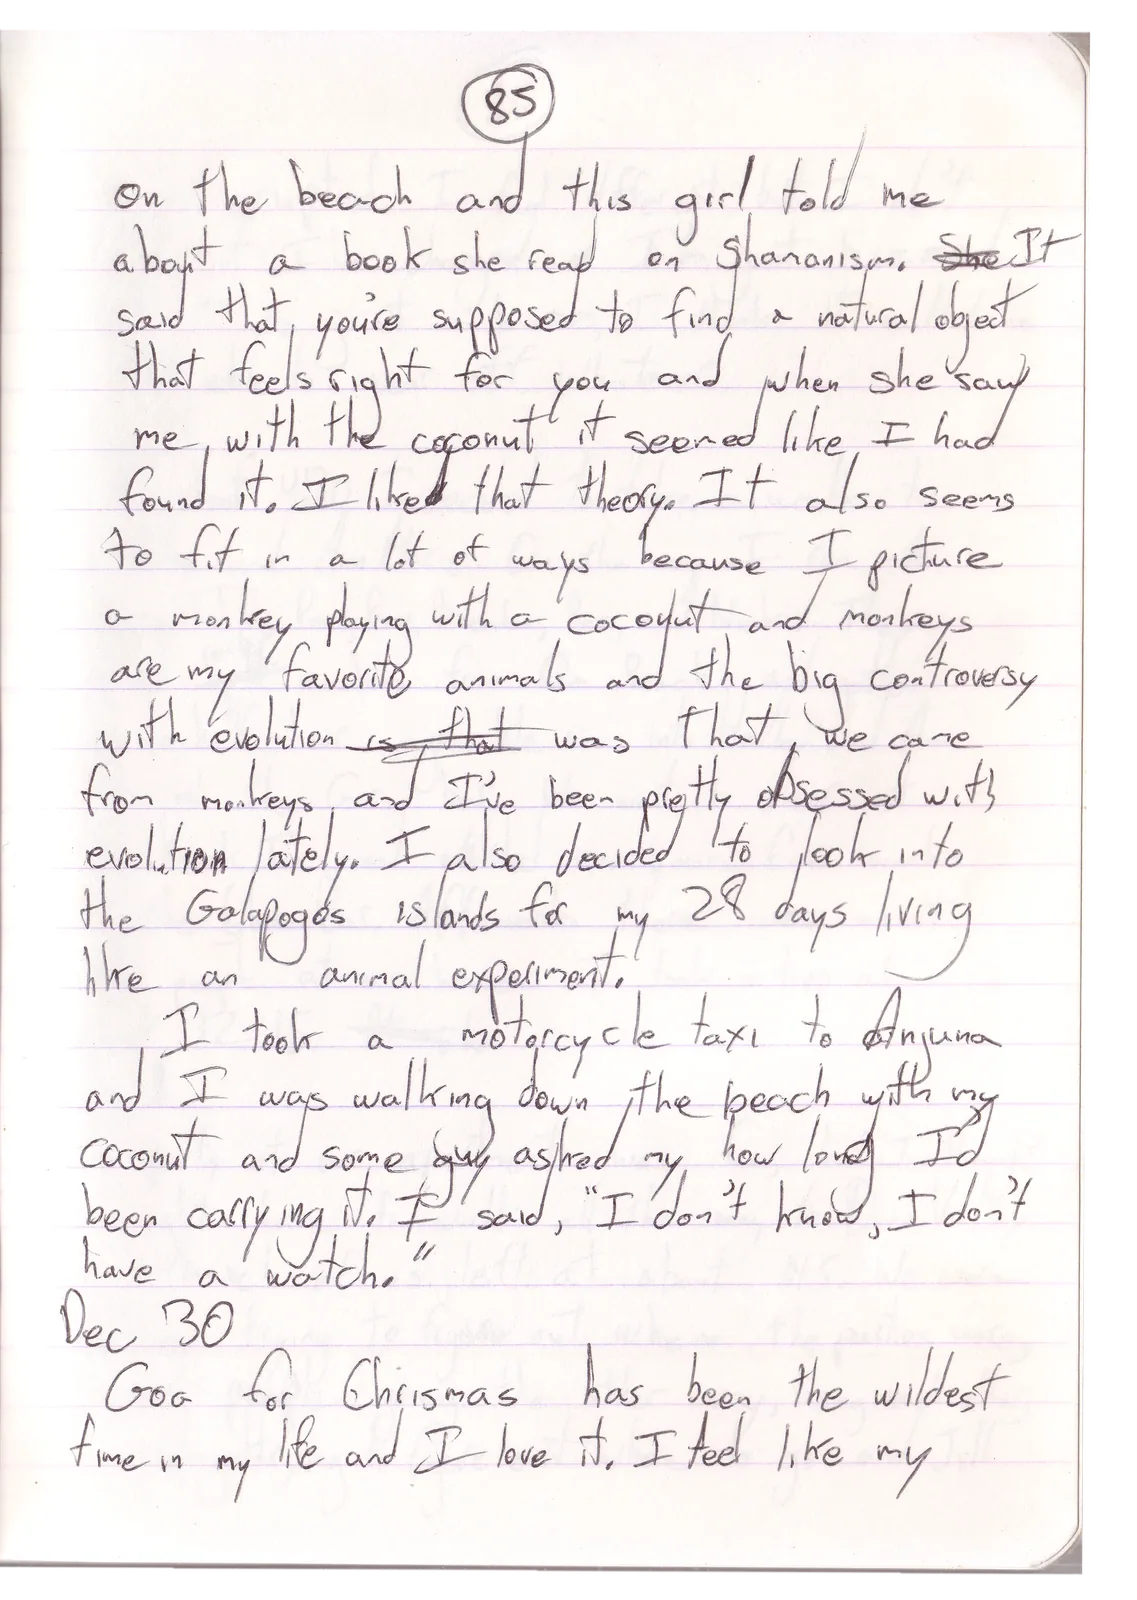 85
on the beach and this girl told me
about a book she read on Shamanism. ~~She~~ It
said that you're supposed to find a natural object
that feels right for you and when she saw
me with the coconut it seemed like I had
found it. I liked that theory. It also seems
to fit in a lot of ways because I picture
a monkey playing with a coconut and monkeys
are my favorite animals and the big controversy
with evolution ~~is that~~ was that we came
from monkeys and I've been pretty obsessed with
evolution lately. I also decided to look into
the Galapogos islands for my 28 days living
like an animal experiment.
I took a motorcycle taxi to Anjuna
and I was walking down the beach with my
coconut and some guy asked my how long I'd
been carrying it. I said, "I don't know, I don't
have a watch."
Dec 30
Goa for Chrismas has been the wildest
time in my life and I love it. I feel like my